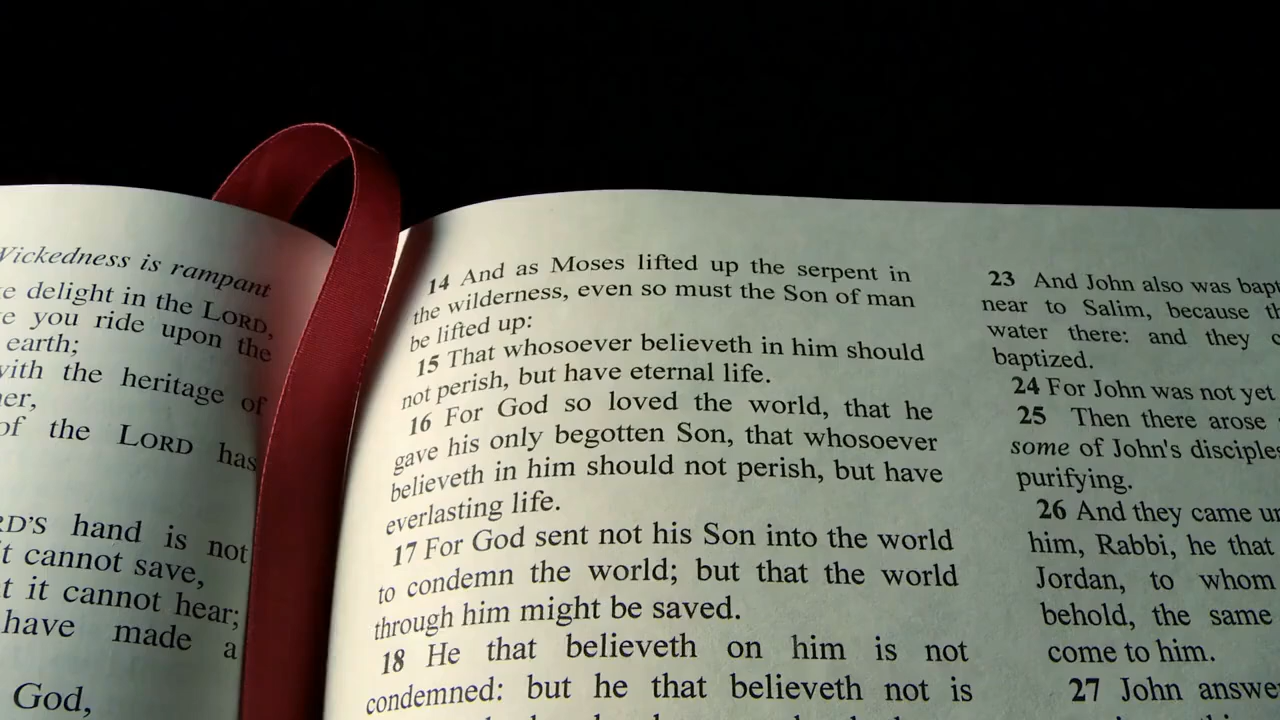 Wickedness is rampant
delight in the LORD,
you ride upon the
earth;
with the heritage of
of the LORD has
hand is not
it cannot save,
it cannot hear;
have made a
God,
14 And as Moses lifted up the serpent in
the wilderness, even so must the Son of man
be lifted up:
15 That whosoever believeth in him should
not perish, but have eternal life.
16 For God so loved the world, that he
gave his only begotten Son, that whosoever
believeth in him should not perish, but have
everlasting life.
17 For God sent not his Son into the world
to condemn the world; but that the world
through him might be saved.
18 He that believeth on him is not
condemned: but he that believeth not is
23 And John also was bapt
near to Salim, because th
water there: and they c
baptized.
24 For John was not yet
25 Then there arose
some of John's disciples
purifying.
26 And they came un
him, Rabbi, he that
Jordan, to whom
behold, the same
come to him.
27 John answe